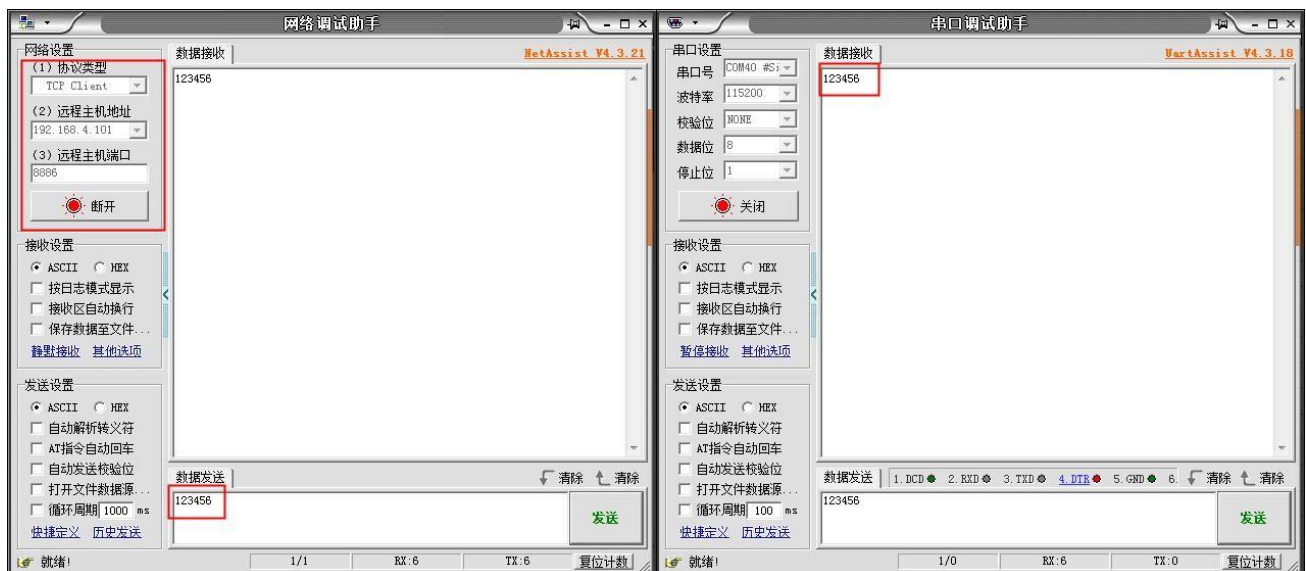 网络调试助手
网络设置
(1) 协议类型
TCP Client
(2) 远程主机地址
192.168.4.101
(3) 远程主机端口
8886
断开
接收设置
ASCII HEX
按日志模式显示
接收区自动换行
保存数据至文件...
静默接收 其他选项
发送设置
ASCII HEX
自动解析转义符
AT指令自动回车
自动发送校验位
打开文件数据源...
循环周期 1000 ms
快捷定义 历史发送
数据接收 NetAssist V4.3.21
123456
数据发送 清除 清除
123456
发送
就绪! 1/1 RX:6 TX:6 复位计数
串口调试助手
串口设置
串口号 COM40 #Si
波特率 115200
校验位 NONE
数据位 8
停止位 1
关闭
接收设置
ASCII HEX
按日志模式显示
接收区自动换行
保存数据至文件...
暂停接收 其他选项
发送设置
ASCII HEX
自动解析转义符
AT指令自动回车
自动发送校验位
打开文件数据源...
循环周期 100 ms
快捷定义 历史发送
数据接收 UartAssist V4.3.18
123456
数据发送 1.DCD 2.RXD 3.TXD 4.DTR 5.GND 6. 清除 清除
123456
发送
就绪! 1/0 RX:6 TX:0 复位计数